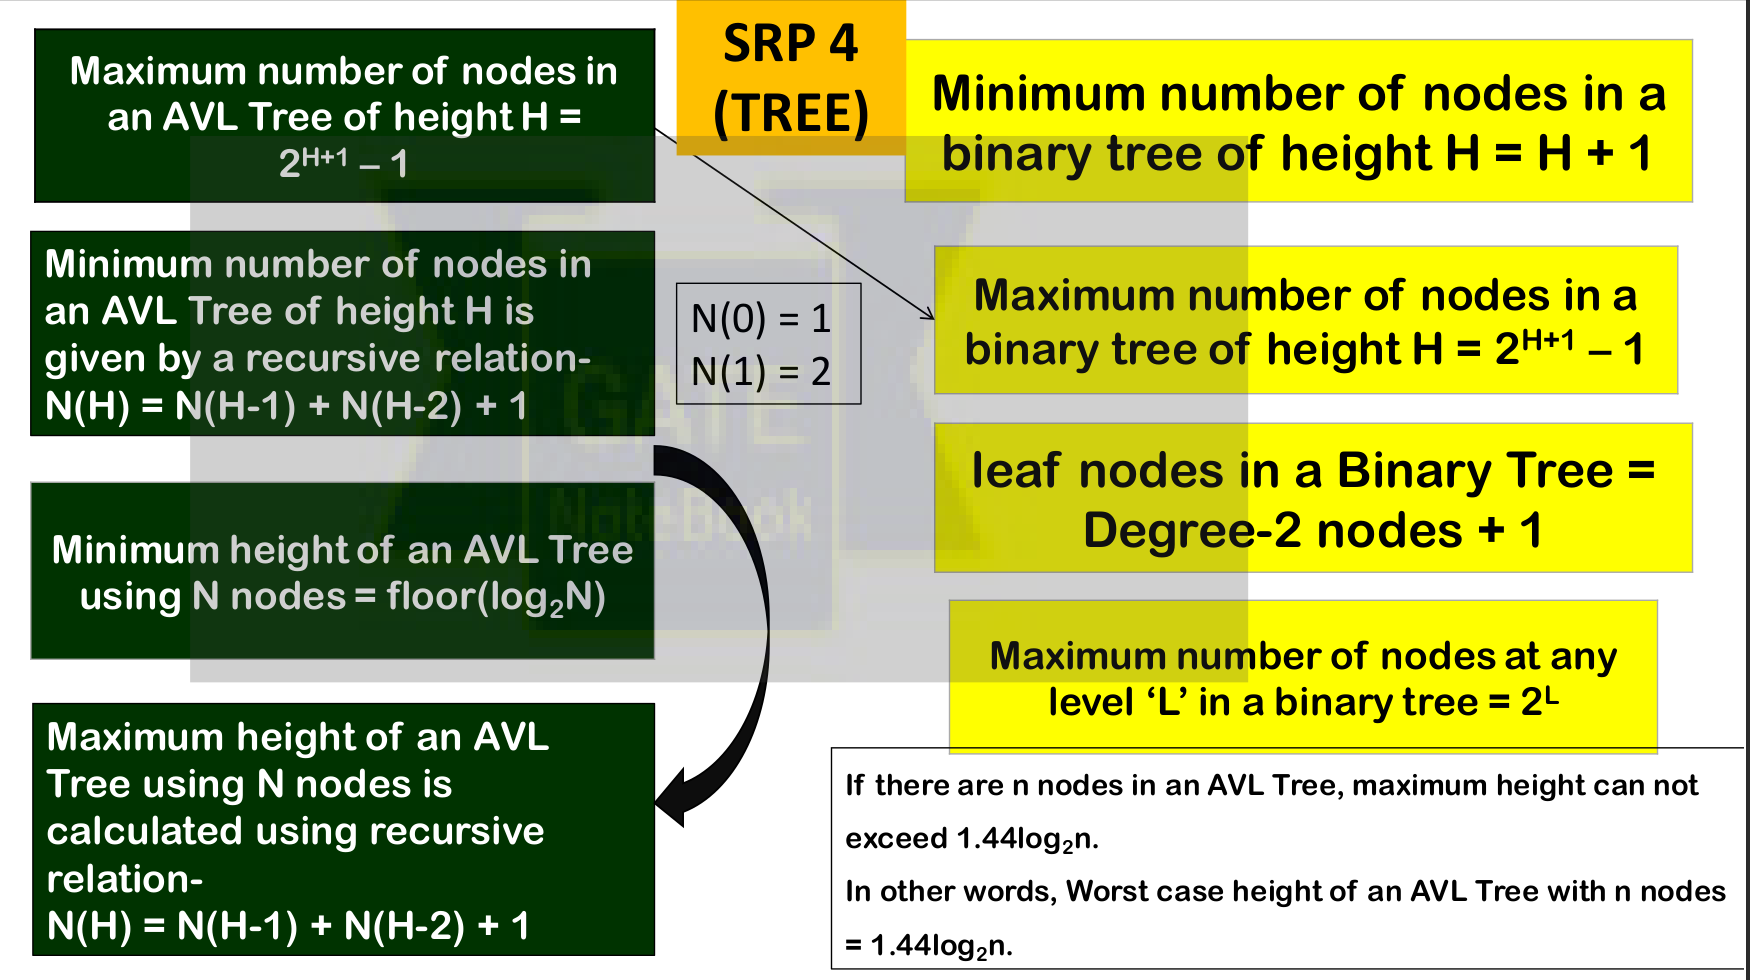 SRP 4
(TREE)
Maximum number of nodes in
an AVL Tree of height H =
2^{H+1} – 1
Minimum number of nodes in
an AVL Tree of height H is
given by a recursive relation-
N(H) = N(H-1) + N(H-2) + 1
N(0) = 1
N(1) = 2
Minimum height of an AVL Tree
using N nodes = floor(log₂N)
Maximum height of an AVL
Tree using N nodes is
calculated using recursive
relation-
N(H) = N(H-1) + N(H-2) + 1
Minimum number of nodes in a
binary tree of height H = H + 1
Maximum number of nodes in a
binary tree of height H = 2^{H+1} – 1
leaf nodes in a Binary Tree =
Degree-2 nodes + 1
Maximum number of nodes at any
level ‘L’ in a binary tree = 2^L
If there are n nodes in an AVL Tree, maximum height can not
exceed 1.44log₂n.
In other words, Worst case height of an AVL Tree with n nodes
= 1.44log₂n.
GATE
NoteBook